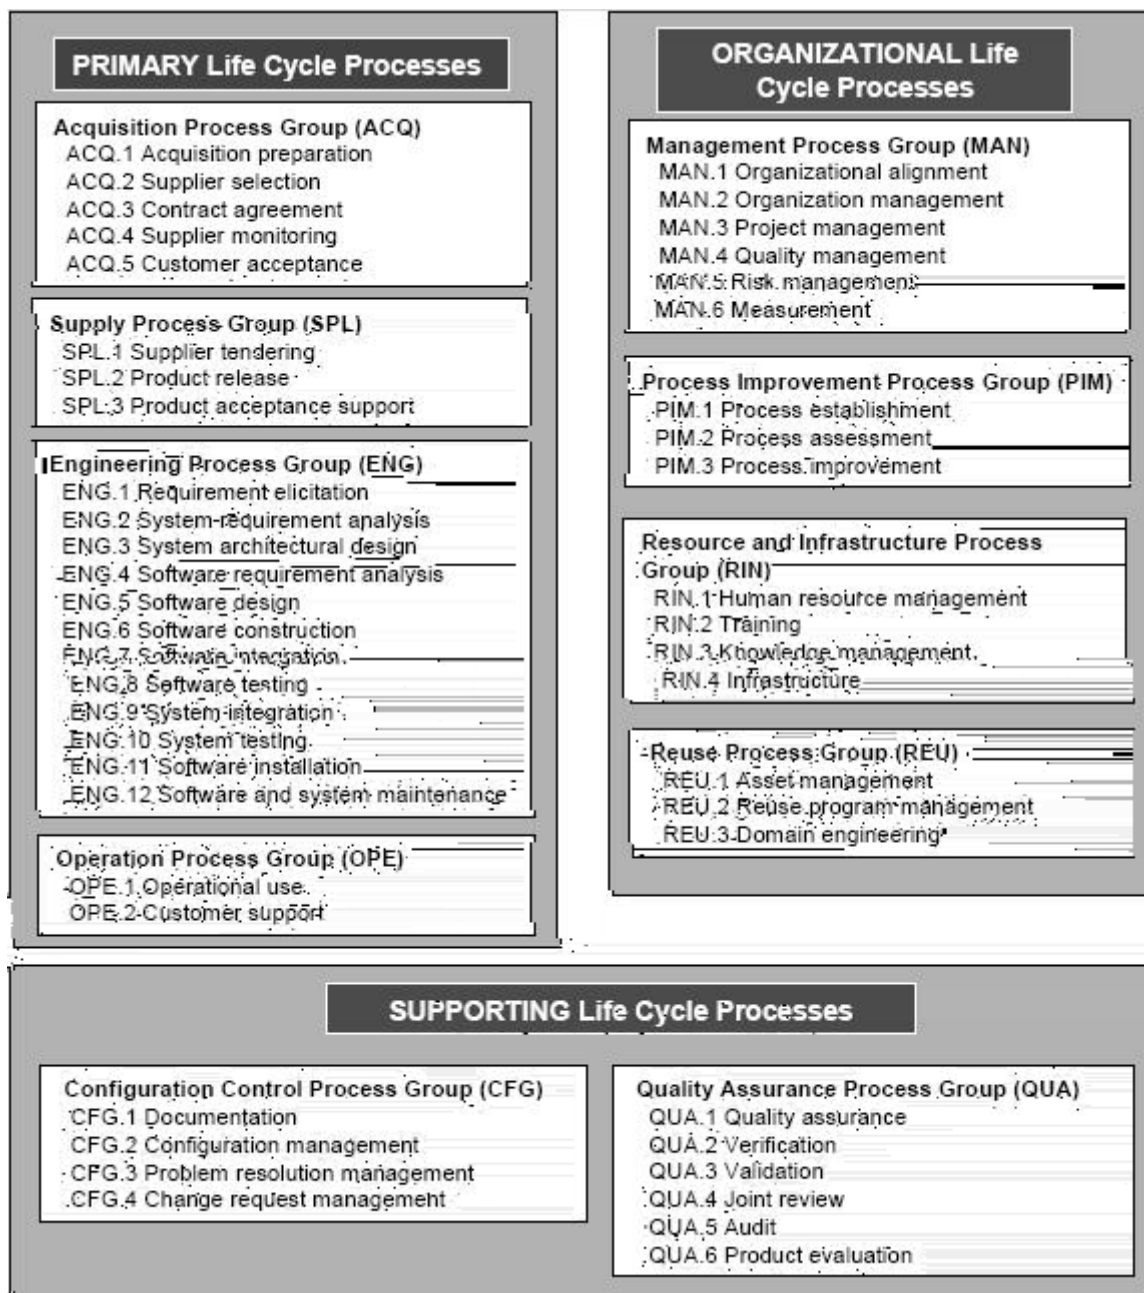 PRIMARY Life Cycle Processes
Acquisition Process Group (ACQ)
ACQ.1 Acquisition preparation
ACQ.2 Supplier selection
ACQ.3 Contract agreement
ACQ.4 Supplier monitoring
ACQ.5 Customer acceptance
Supply Process Group (SPL)
SPL.1 Supplier tendering
SPL.2 Product release
SPL.3 Product acceptance support
Engineering Process Group (ENG)
ENG.1 Requirement elicitation
ENG.2 System requirement analysis
ENG.3 System architectural design
ENG.4 Software requirement analysis
ENG.5 Software design
ENG.6 Software construction
ENG.7 Software integration
ENG.8 Software testing
ENG.9 System integration
ENG.10 System testing
ENG.11 Software installation
ENG.12 Software and system maintenance
Operation Process Group (OPE)
OPE.1 Operational use
OPE.2 Customer support
ORGANIZATIONAL Life
Cycle Processes
Management Process Group (MAN)
MAN.1 Organizational alignment
MAN.2 Organization management
MAN.3 Project management
MAN.4 Quality management
MAN.5 Risk management
MAN.6 Measurement
Process Improvement Process Group (PIM)
PIM.1 Process establishment
PIM.2 Process assessment
PIM.3 Process improvement
Resource and Infrastructure Process
Group (RIN)
RIN.1 Human resource management
RIN.2 Training
RIN.3 Knowledge management
RIN.4 Infrastructure
Reuse Process Group (REU)
REU.1 Asset management
REU.2 Reuse program management
REU.3 Domain engineering
SUPPORTING Life Cycle Processes
Configuration Control Process Group (CFG)
CFG.1 Documentation
CFG.2 Configuration management
CFG.3 Problem resolution management
CFG.4 Change request management
Quality Assurance Process Group (QUA)
QUA.1 Quality assurance
QUA.2 Verification
QUA.3 Validation
QUA.4 Joint review
QUA.5 Audit
QUA.6 Product evaluation